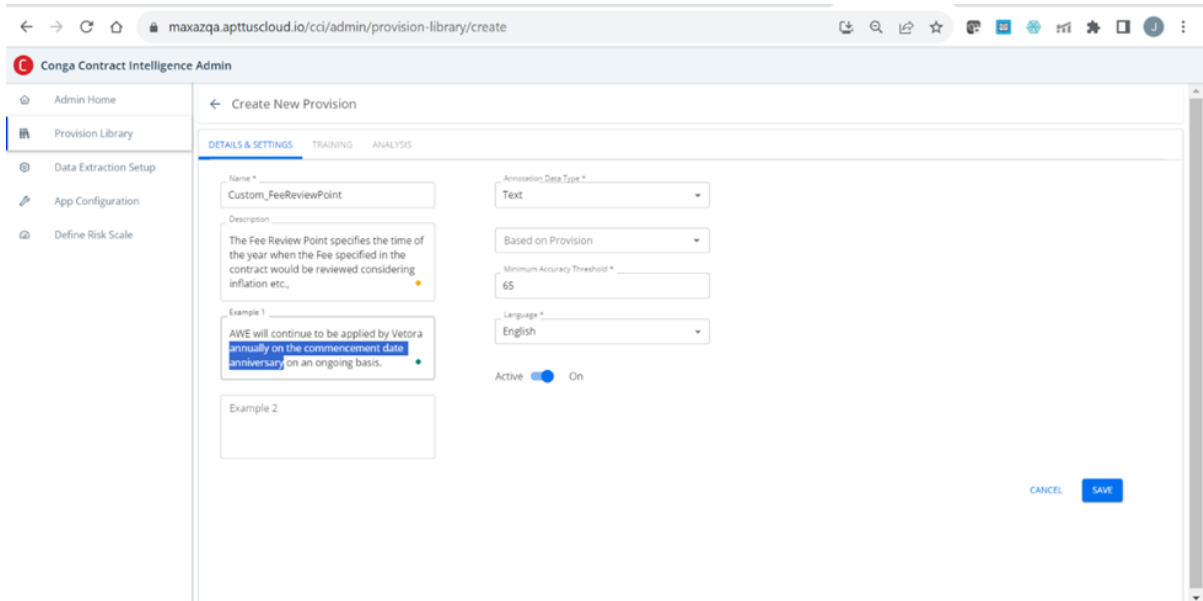 maxazqa.apttuscloud.io/cci/admin/provision-library/create
J
C Conga Contract Intelligence Admin
Admin Home
Provision Library
Data Extraction Setup
App Configuration
Define Risk Scale
← Create New Provision
DETAILS & SETTINGS TRAINING ANALYSIS
Name *
Custom_FeeReviewPoint
Description
The Fee Review Point specifies the time of
the year when the Fee specified in the
contract would be reviewed considering
inflation etc.,
Example 1
AWE will continue to be applied by Vetora
annually on the commencement date
anniversary on an ongoing basis.
Example 2
Annotation Data Type *
Text
Based on Provision
Minimum Accuracy Threshold *
65
Language *
English
Active On
CANCEL SAVE